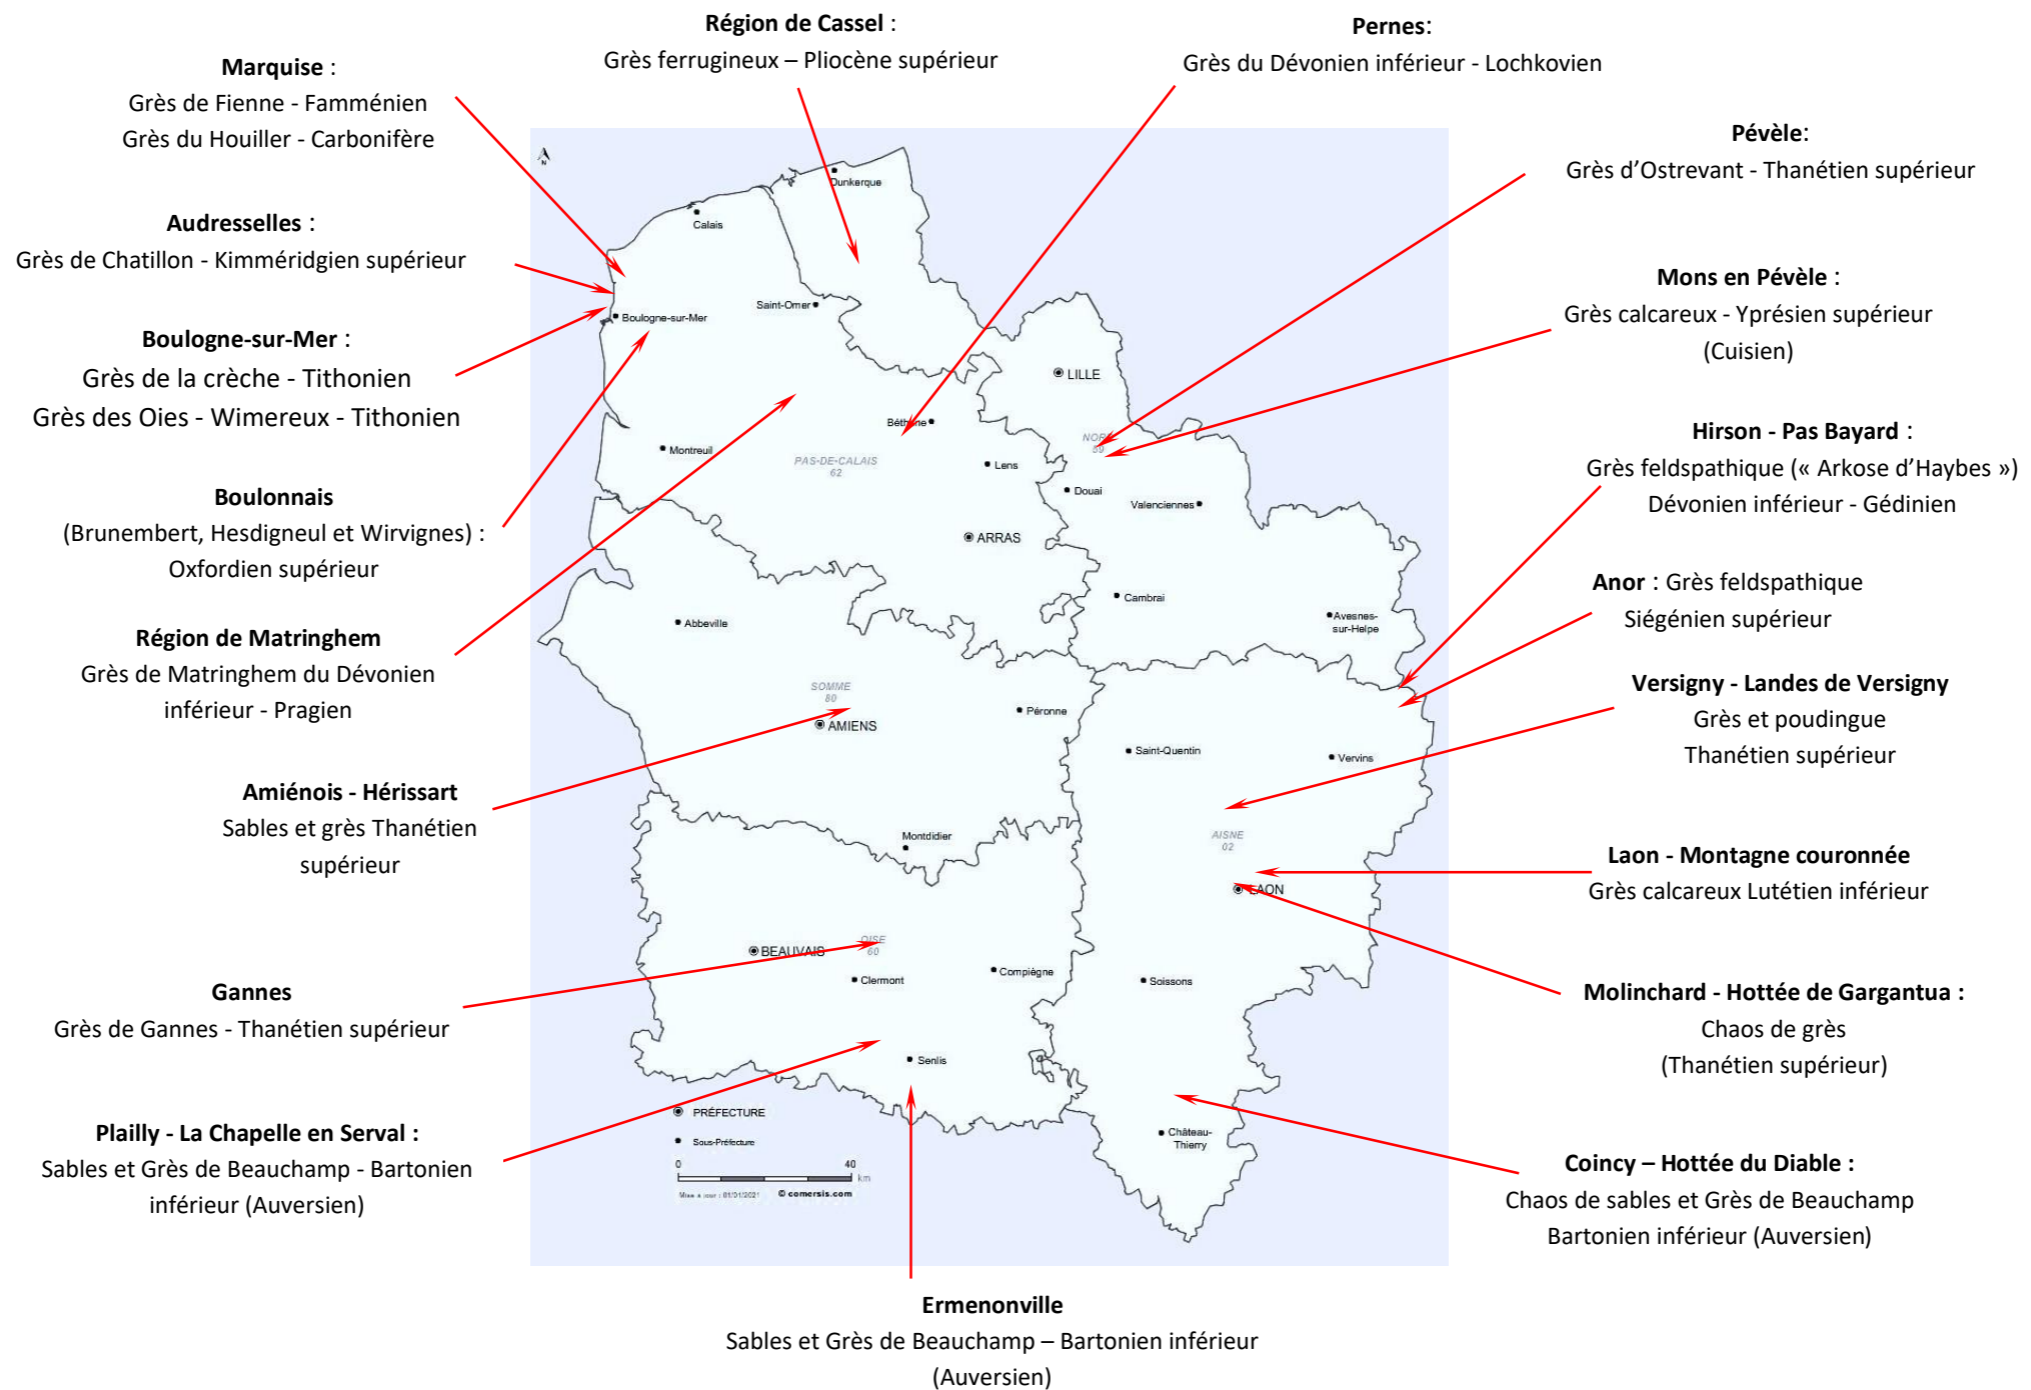 Région de Cassel :
Grès ferrugineux – Pliocène supérieur
Pernes:
Grès du Dévonien inférieur - Lochkovien
Marquise :
Grès de Fienne - Famménien
Grès du Houiller - Carbonifère
Pévèle:
Grès d’Ostrevant - Thanétien supérieur
Audresselles :
Grès de Chatillon - Kimméridgien supérieur
Mons en Pévèle :
Grès calcareux - Yprésien supérieur
(Cuisien)
Boulogne-sur-Mer :
Grès de la crèche - Tithonien
Grès des Oies - Wimereux - Tithonien
Hirson - Pas Bayard :
Grès feldspathique (« Arkose d’Haybes »)
Dévonien inférieur - Gédinien
Boulonnais
(Brunembert, Hesdigneul et Wirvignes) :
Oxfordien supérieur
Anor : Grès feldspathique
Siégénien supérieur
Région de Matringhem
Grès de Matringhem du Dévonien
inférieur - Pragien
Versigny - Landes de Versigny
Grès et poudingue
Thanétien supérieur
Amiénois - Hérissart
Sables et grès Thanétien
supérieur
Laon - Montagne couronnée
Grès calcareux Lutétien inférieur
Gannes
Grès de Gannes - Thanétien supérieur
Molinchard - Hottée de Gargantua :
Chaos de grès
(Thanétien supérieur)
Plailly - La Chapelle en Serval :
Sables et Grès de Beauchamp - Bartonien
inférieur (Auversien)
Coincy – Hottée du Diable :
Chaos de sables et Grès de Beauchamp
Bartonien inférieur (Auversien)
Ermenonville
Sables et Grès de Beauchamp – Bartonien inférieur
(Auversien)
N
Dunkerque
Calais
Saint-Omer
Boulogne-sur-Mer
LILLE
Béthune
NORD
59
Montreuil
PAS-DE-CALAIS
62
Lens
Douai
Valenciennes
ARRAS
Cambrai
Avesnes-
sur-Helpe
Abbeville
SOMME
80
Péronne
AMIENS
Saint-Quentin
Vervins
Montdidier
AISNE
02
LAON
OISE
60
BEAUVAIS
Compiègne
Clermont
Soissons
Senlis
Château-
Thierry
PRÉFECTURE
Sous-Préfecture
0
40
km
Mise à jour : 01/01/2021
© comersis.com